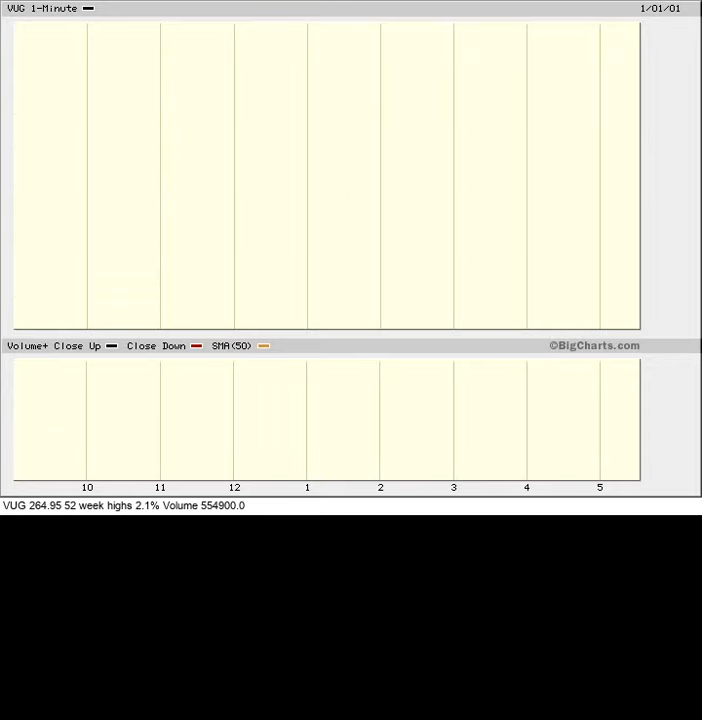 VUG 1-Minute 1/01/01
Volume+ Close Up Close Down SMA(50) ©BigCharts.com
10 11 12 1 2 3 4 5
VUG 264.95 52 week highs 2.1% Volume 554900.0